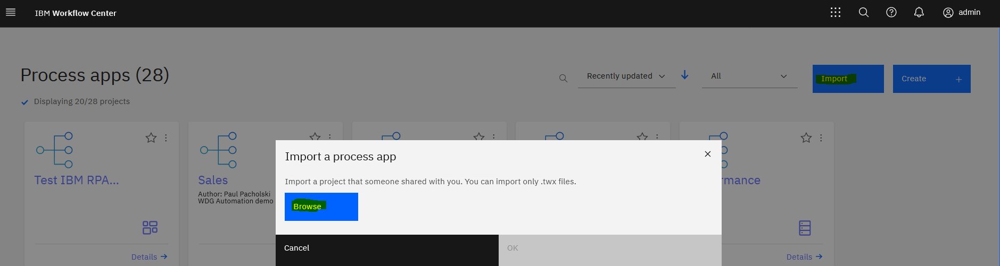 IBM Workflow Center
admin
Process apps (28)
Recently updated
All
Import
Create
Displaying 20/28 projects
Test IBM RPA...
Sales
Author: Paul Pacholski
WDG Automation demo
rmance
Import a process app
Import a project that someone shared with you. You can import only .twx files.
Browse
Cancel
OK
Details
Details